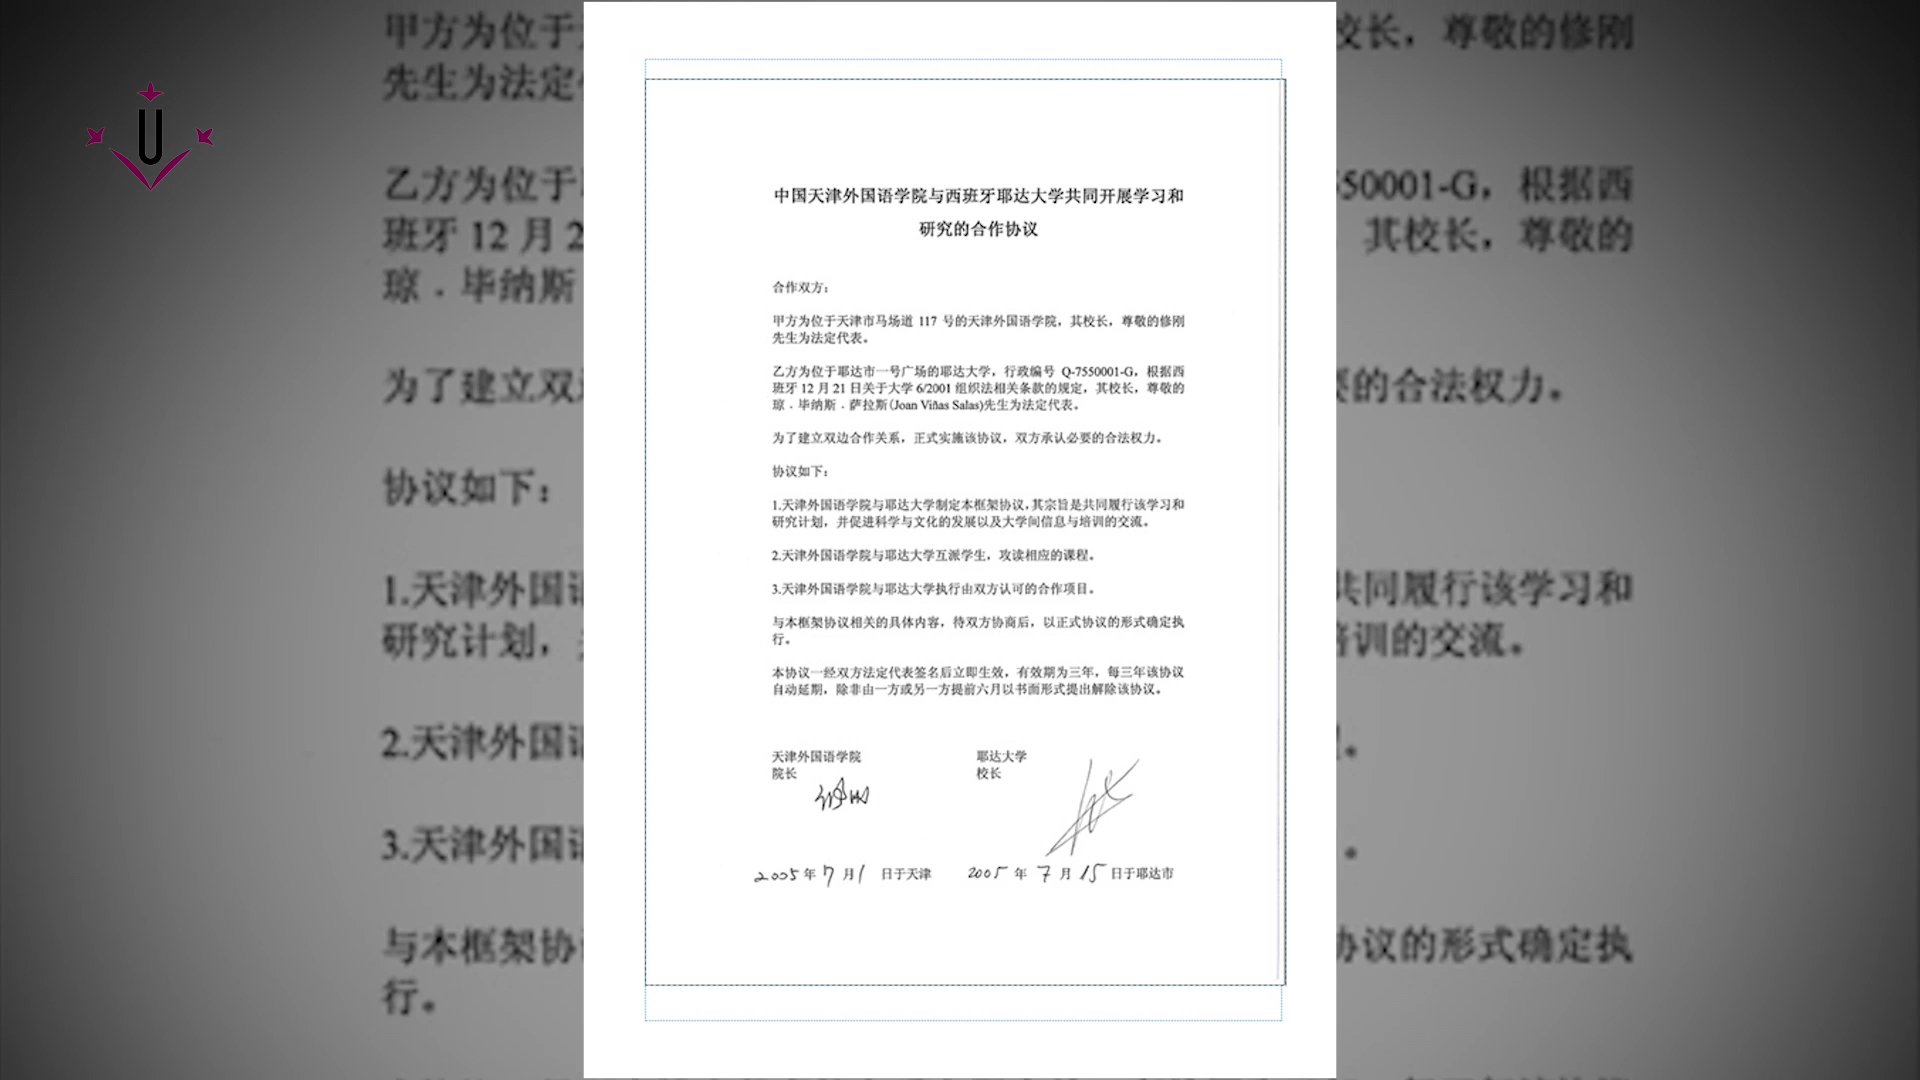 中国天津外国语学院与西班牙耶达大学共同开展学习和
研究的合作协议
合作双方：
甲方为位于天津市马场道 117 号的天津外国语学院，其校长，尊敬的修刚
先生为法定代表。
乙方为位于耶达市一号广场的耶达大学，行政编号 Q-7550001-G，根据西
班牙 12 月 21 日关于大学 6/2001 组织法相关条款的规定，其校长，尊敬的
琼．毕纳斯．萨拉斯(Joan Viñas Salas)先生为法定代表。
为了建立双边合作关系，正式实施该协议，双方承认必要的合法权力。
协议如下：
1.天津外国语学院与耶达大学制定本框架协议，其宗旨是共同履行该学习和
研究计划，并促进科学与文化的发展以及大学间信息与培训的交流。
2.天津外国语学院与耶达大学互派学生，攻读相应的课程。
3.天津外国语学院与耶达大学执行由双方认可的合作项目。
与本框架协议相关的具体内容，待双方协商后，以正式协议的形式确定执
行。
本协议一经双方法定代表签名后立即生效，有效期为三年，每三年该协议
自动延期，除非由一方或另一方提前六月以书面形式提出解除该协议。
天津外国语学院 耶达大学
院长 校长
修刚
2005 年 7 月 1 日于天津 2005 年 7 月 15 日于耶达市